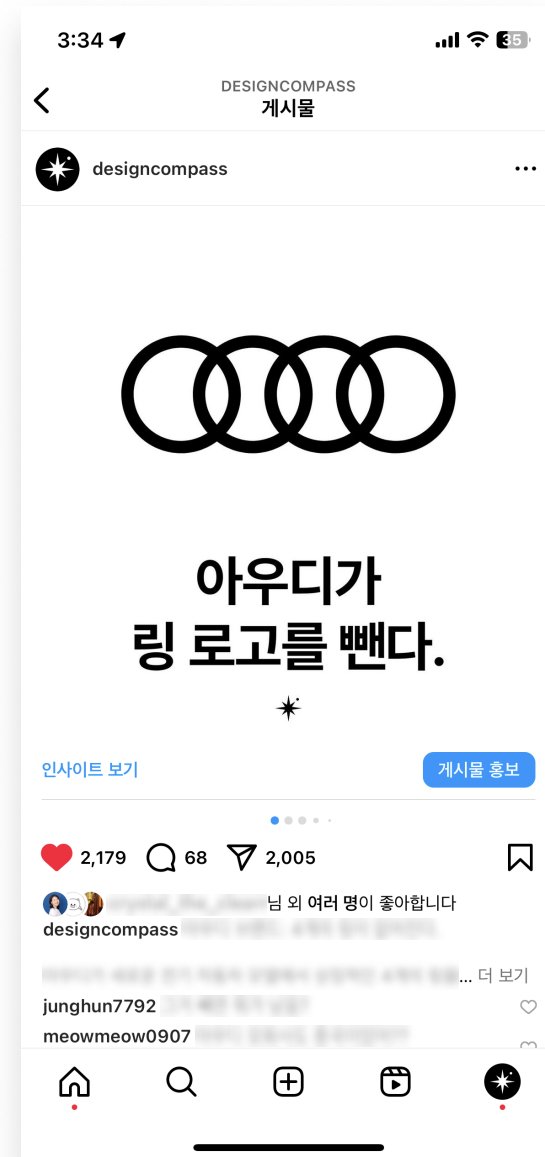 3:34
35
DESIGNCOMPASS
게시물
designcompass
아우디가
링 로고를 뺀다.
인사이트 보기
게시물 홍보
2,179 68 2,005
님 외 여러 명이 좋아합니다
designcompass
... 더 보기
junghun7792
meowmeow0907